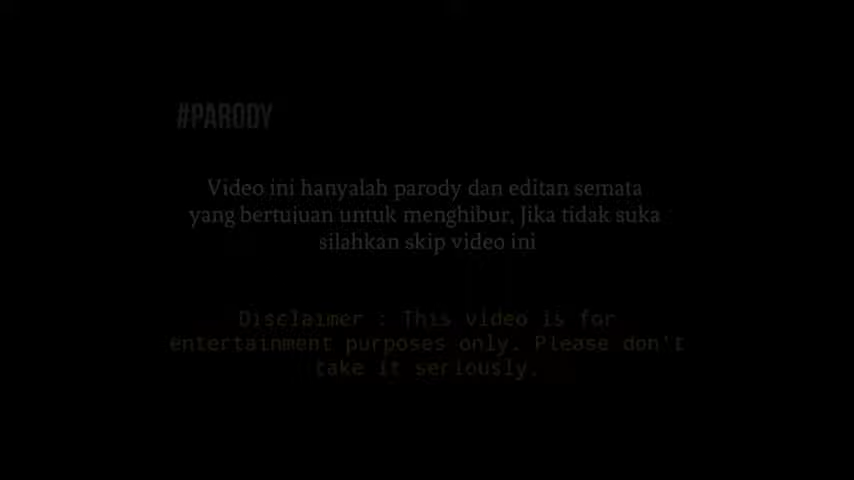 #PARODY
Video ini hanyalah parody dan editan semata
yang bertujuan untuk menghibur. Jika tidak suka
silahkan skip video ini
Disclaimer : This video is for
entertainment purposes only. Please don't
take it seriously.